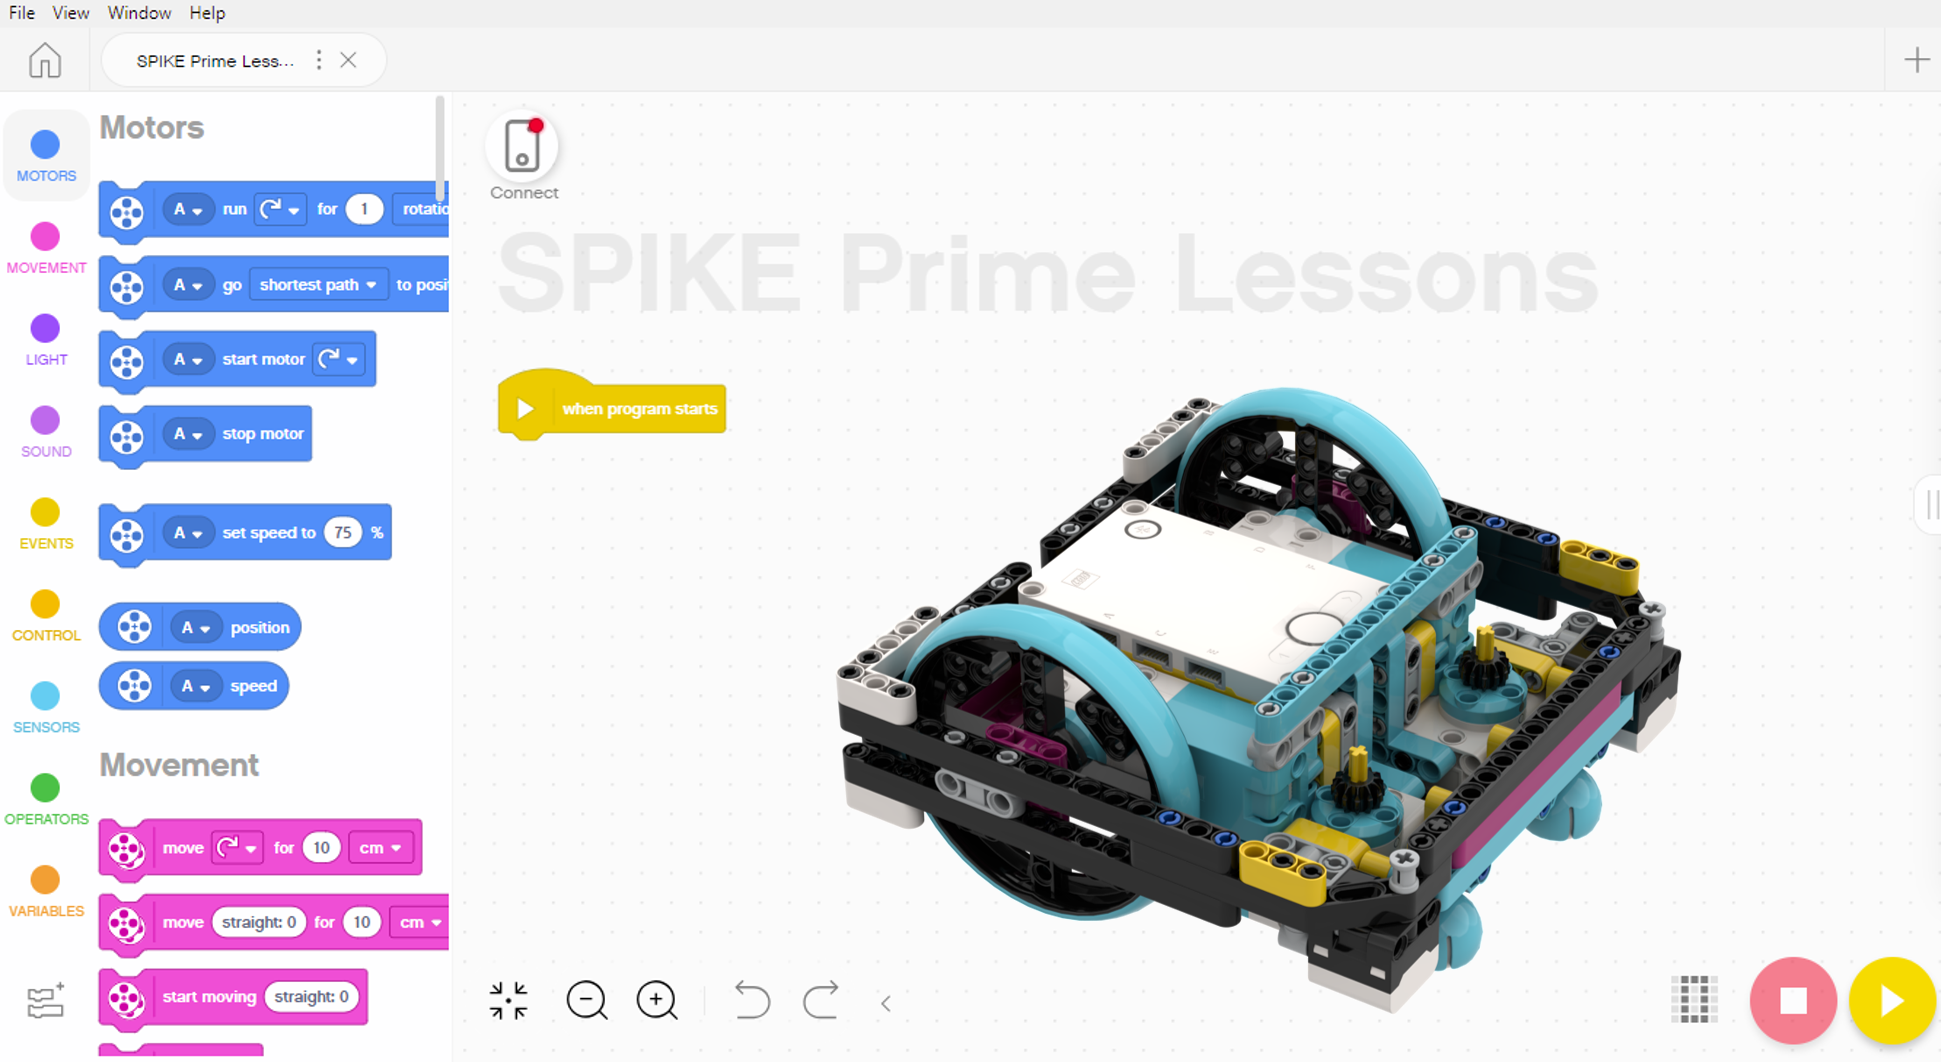 File View Window Help
SPIKE Prime Less...
Motors
MOTORS
A run for 1 rotatio
MOVEMENT
A go shortest path to posi
LIGHT
A start motor
SOUND
A stop motor
EVENTS
A set speed to 75 %
CONTROL
A position
SENSORS
A speed
Movement
OPERATORS
move for 10 cm
VARIABLES
move straight: 0 for 10 cm
start moving straight: 0
Connect
SPIKE Prime Lessons
when program starts